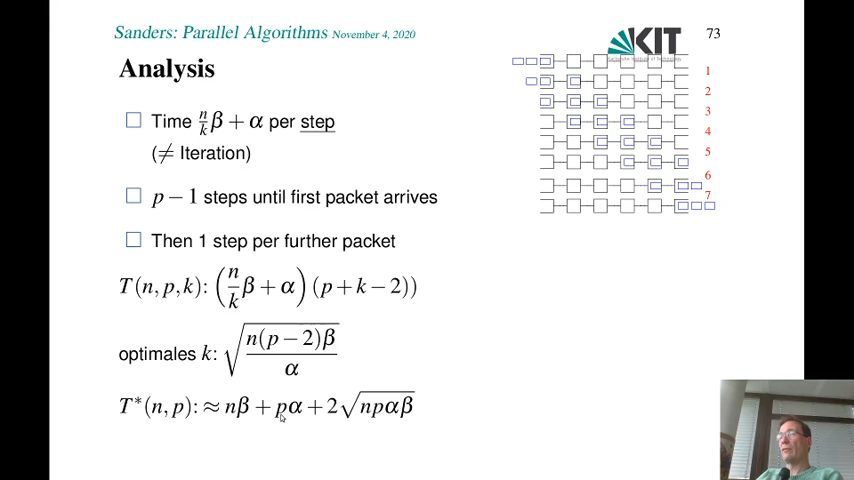 Sanders: Parallel Algorithms November 4, 2020
KIT
73
Analysis
Time n/k β + α per step
(≠ Iteration)
p − 1 steps until first packet arrives
Then 1 step per further packet
T(n, p, k): (n/k β + α) (p + k − 2))
optimales k: √(n(p − 2)β / α)
T*(n, p): ≈ nβ + pα + 2√npαβ
1
2
3
4
5
6
7